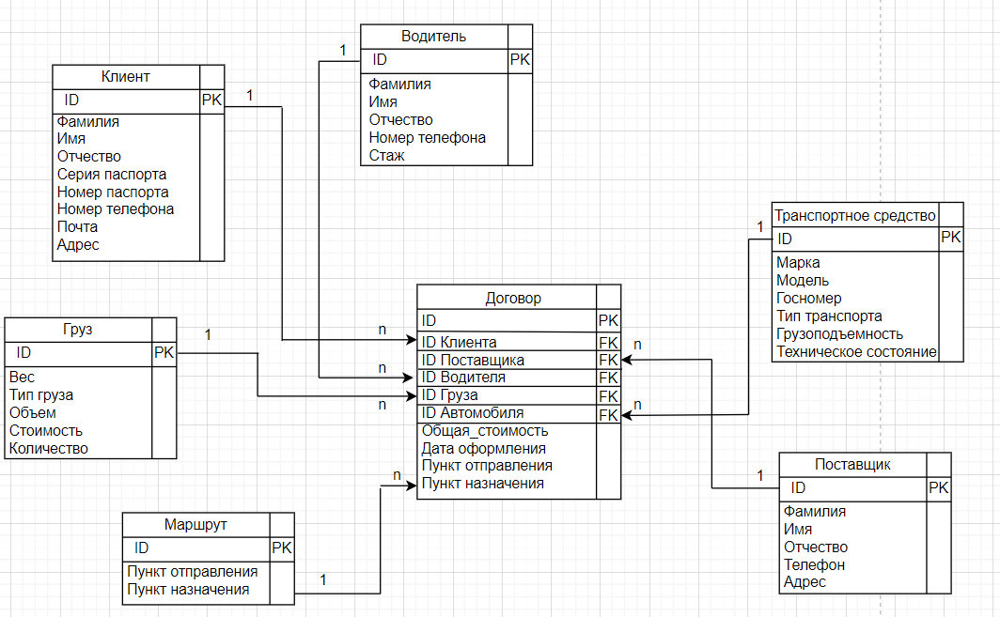 Водитель
ID PK
Фамилия
Имя
Отчество
Номер телефона
Стаж
1
Клиент
ID PK
Фамилия
Имя
Отчество
Серия паспорта
Номер паспорта
Номер телефона
Почта
Адрес
1
Транспортное средство
ID PK
Марка
Модель
Госномер
Тип транспорта
Грузоподъемность
Техническое состояние
1
Договор
ID PK
ID Клиента FK
ID Поставщика FK
ID Водителя FK
ID Груза FK
ID Автомобиля FK
Общая_стоимость
Дата оформления
Пункт отправления
Пункт назначения
n
n
n
n
n
n
Груз
ID PK
Вес
Тип груза
Объем
Стоимость
Количество
1
Поставщик
ID PK
Фамилия
Имя
Отчество
Телефон
Адрес
1
Маршрут
ID PK
Пункт отправления
Пункт назначения
1